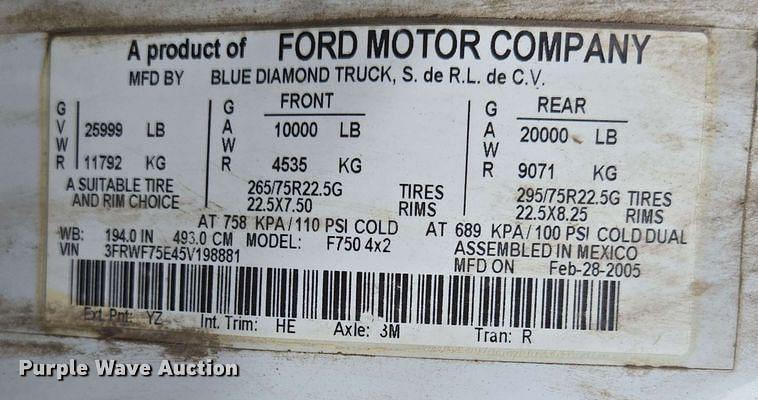 A product of FORD MOTOR COMPANY
MFD BY BLUE DIAMOND TRUCK, S. de R.L. de C.V.
GVWR 25999 LB
11792 KG
FRONT
GAWR 10000 LB
4535 KG
REAR
GAWR 20000 LB
9071 KG
A SUITABLE TIRE
AND RIM CHOICE
265/75R22.5G TIRES
22.5X7.50 RIMS
AT 758 KPA/110 PSI COLD
295/75R22.5G TIRES
22.5X8.25 RIMS
AT 689 KPA/100 PSI COLD DUAL
WB: 194.0 IN 493.0 CM MODEL: F750 4x2
ASSEMBLED IN MEXICO
VIN 3FRWF75E45V198881
MFD ON Feb-28-2005
Ext. Pnt: YZ Int. Trim: HE Axle: 3M Tran: R
Purple Wave Auction